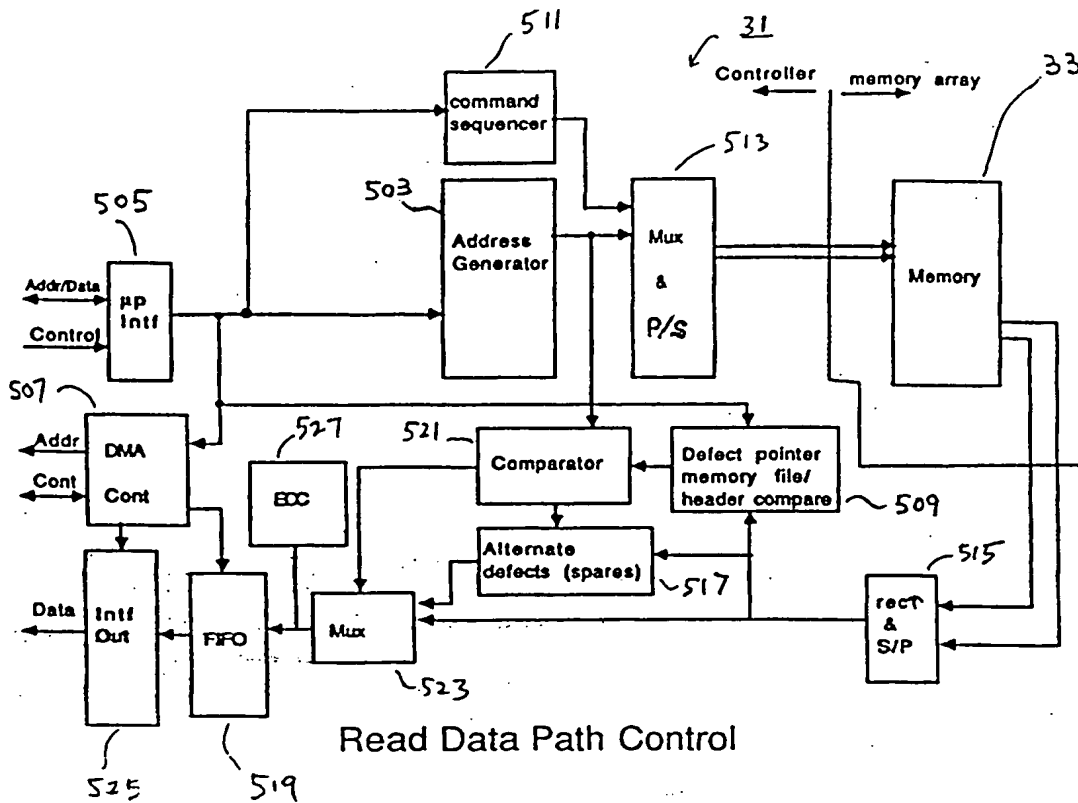 511
31
Controller
memory array
33
command
sequencer
513
503
505
Address
Generator
Mux
&
P/S
Memory
Addr/Data
Control
µp
Intf
507
Addr
Cont
DMA
Cont
527
ECC
521
Comparator
Defect pointer
memory file/
header compare
509
Alternate
defects (spares)
517
515
rec
&
S/P
Data
Intf
Out
FIFO
Mux
523
Read Data Path Control
525
519